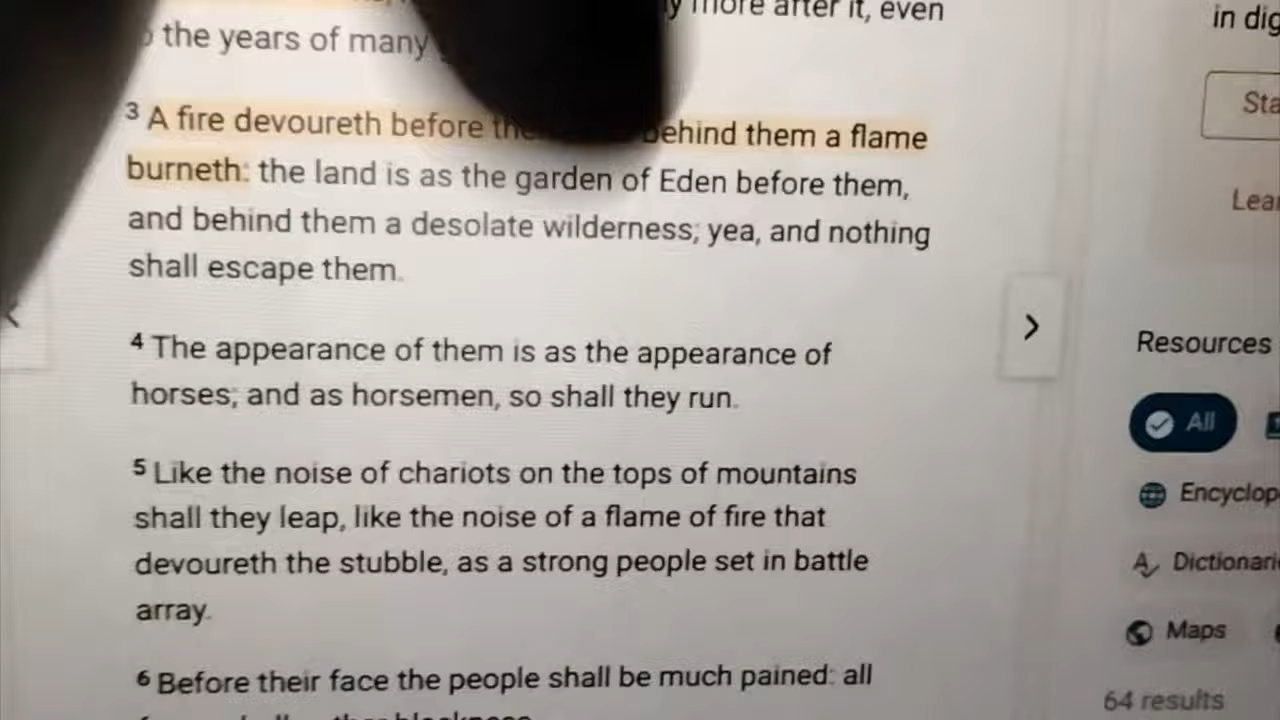 y more after it, even
the years of many
3 A fire devoureth before behind them a flame
burneth: the land is as the garden of Eden before them,
and behind them a desolate wilderness; yea, and nothing
shall escape them.
4 The appearance of them is as the appearance of
horses; and as horsemen, so shall they run.
5 Like the noise of chariots on the tops of mountains
shall they leap, like the noise of a flame of fire that
devoureth the stubble, as a strong people set in battle
array.
6 Before their face the people shall be much pained: all
in dig
Sta
Lear
Resources
All
Encyclop
Dictionari
Maps
64 results